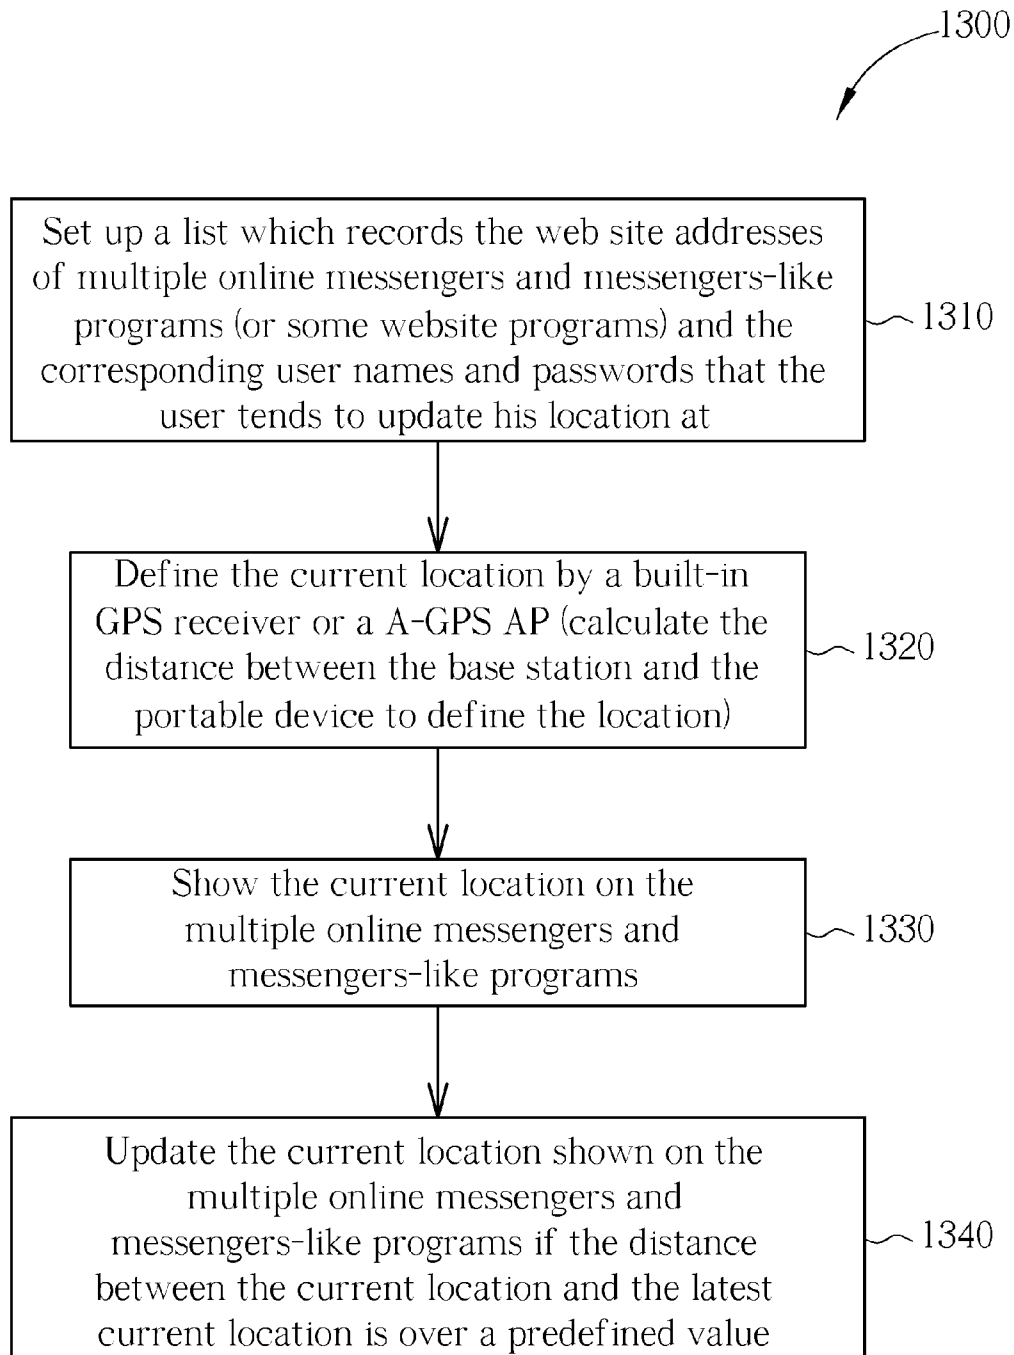 1300
Set up a list which records the web site addresses
of multiple online messengers and messengers-like
programs (or some website programs) and the
corresponding user names and passwords that the
user tends to update his location at
1310
Define the current location by a built-in
GPS receiver or a A-GPS AP (calculate the
distance between the base station and the
portable device to define the location)
1320
Show the current location on the
multiple online messengers and
messengers-like programs
1330
Update the current location shown on the
multiple online messengers and
messengers-like programs if the distance
between the current location and the latest
current location is over a predefined value
1340